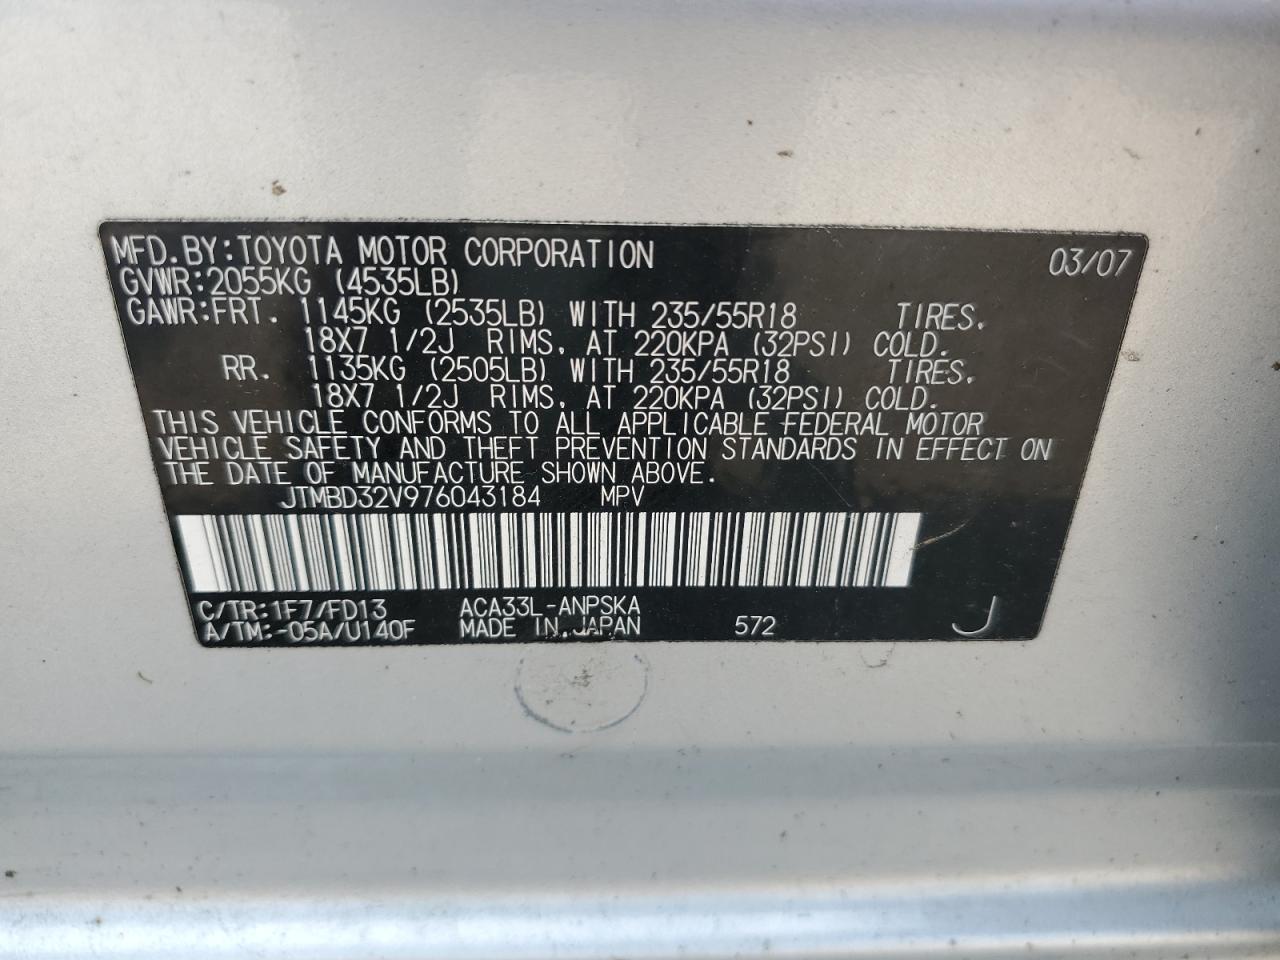 MFD.BY:TOYOTA MOTOR CORPORATION 03/07
GVWR:2055KG (4535LB)
GAWR:FRT. 1145KG (2535LB) WITH 235/55R18 TIRES.
18X7 1/2J RIMS, AT 220KPA (32PSI) COLD.
RR. 1135KG (2505LB) WITH 235/55R18 TIRES.
18X7 1/2J RIMS, AT 220KPA (32PSI) COLD.
THIS VEHICLE CONFORMS TO ALL APPLICABLE FEDERAL MOTOR
VEHICLE SAFETY AND THEFT PREVENTION STANDARDS IN EFFECT ON
THE DATE OF MANUFACTURE SHOWN ABOVE.
JTMBD32V976043184 MPV
C/TR:1F7/FD13 ACA33L-ANPSKA
A/TM:-05A/U140F MADE IN JAPAN 572 J